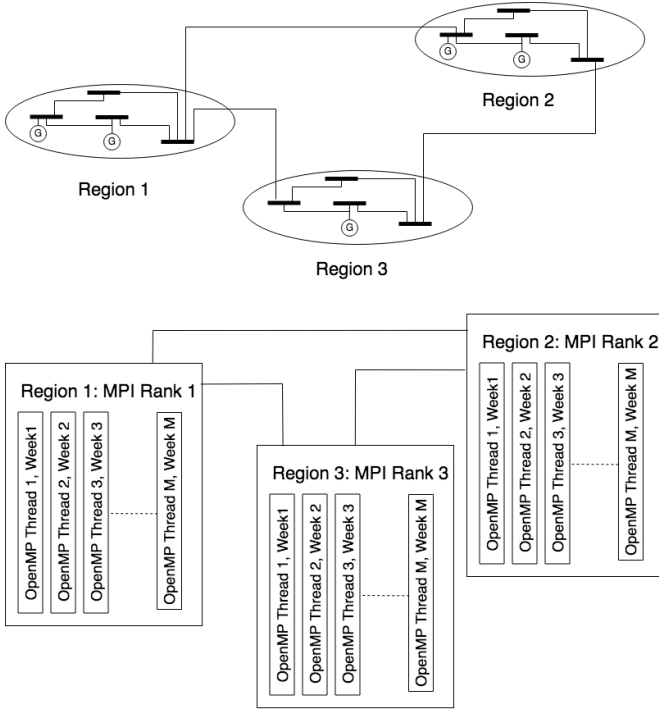 G
G
Region 2
G
G
Region 1
G
Region 3
Region 2: MPI Rank 2
OpenMP Thread 1, Week1
OpenMP Thread 2, Week 2
OpenMP Thread 3, Week 3
OpenMP Thread M, Week M
Region 1: MPI Rank 1
OpenMP Thread 1, Week1
OpenMP Thread 2, Week 2
OpenMP Thread 3, Week 3
OpenMP Thread M, Week M
Region 3: MPI Rank 3
OpenMP Thread 1, Week1
OpenMP Thread 2, Week 2
OpenMP Thread 3, Week 3
OpenMP Thread M, Week M